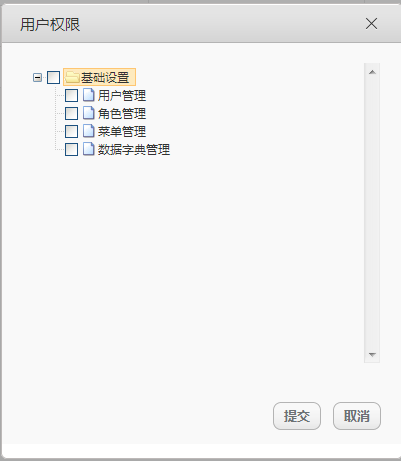 用户权限
基础设置
用户管理
角色管理
菜单管理
数据字典管理
提交 取消